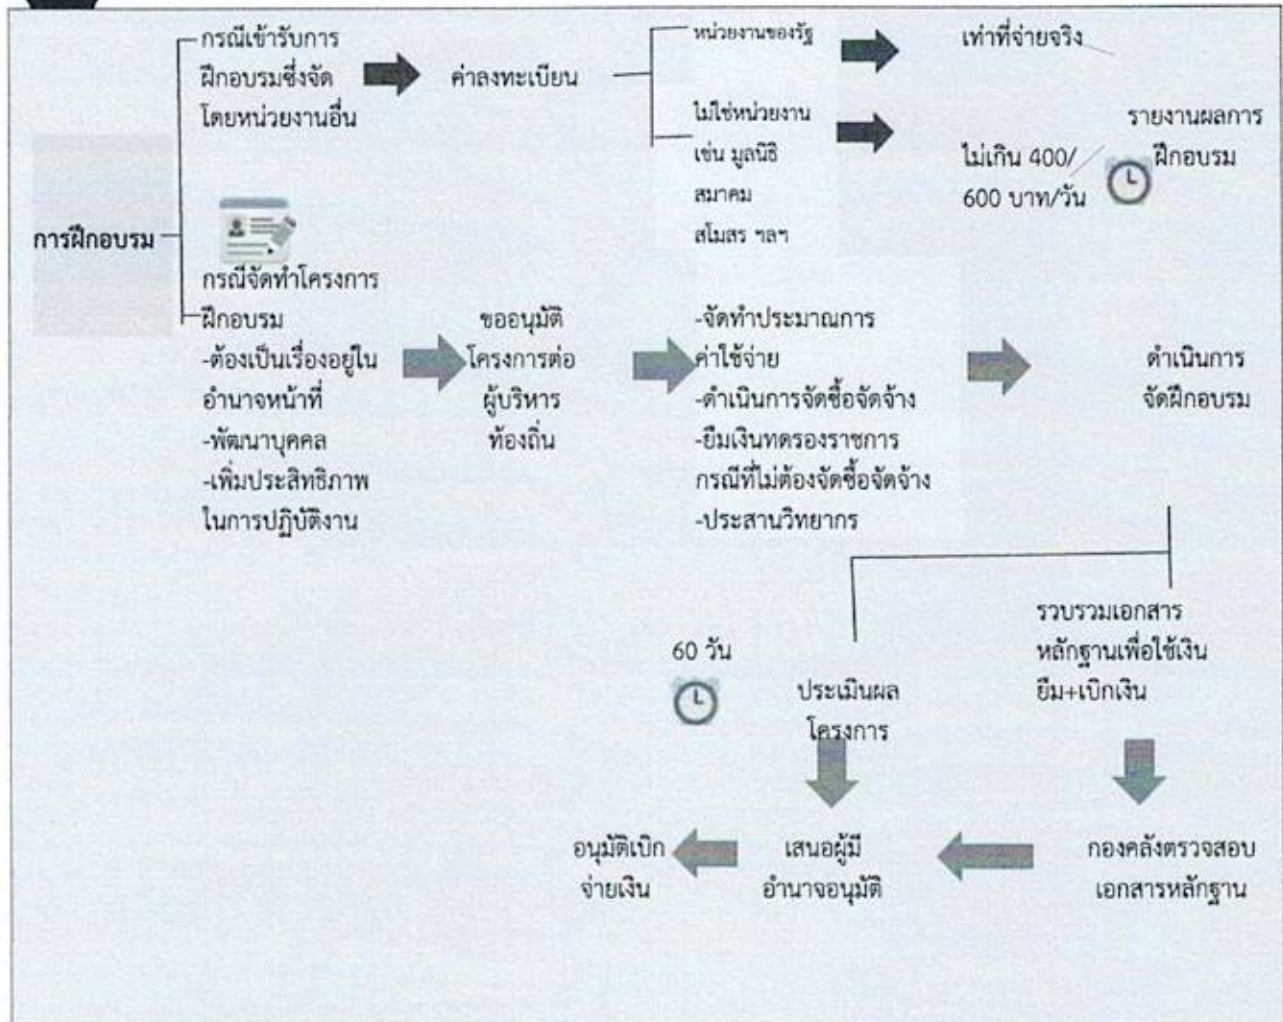 กรณีเข้ารับการ
ฝึกอบรมซึ่งจัด
โดยหน่วยงานอื่น
ค่าลงทะเบียน
หน่วยงานของรัฐ
เท่าที่จ่ายจริง
ไม่ใช่หน่วยงาน
เช่น มูลนิธิ
สมาคม
สโมสร ฯลฯ
ไม่เกิน 400/
600 บาท/วัน
รายงานผลการ
ฝึกอบรม
การฝึกอบรม
กรณีจัดทำโครงการ
ฝึกอบรม
-ต้องเป็นเรื่องอยู่ใน
อำนาจหน้าที่
-พัฒนาบุคคล
-เพิ่มประสิทธิภาพ
ในการปฏิบัติงาน
ขออนุมัติ
โครงการต่อ
ผู้บริหาร
ท้องถิ่น
-จัดทำประมาณการ
ค่าใช้จ่าย
-ดำเนินการจัดซื้อจัดจ้าง
-ยืมเงินทดรองราชการ
กรณีที่ไม่ต้องจัดซื้อจัดจ้าง
-ประสานวิทยากร
ดำเนินการ
จัดฝึกอบรม
60 วัน
ประเมินผล
โครงการ
รวบรวมเอกสาร
หลักฐานเพื่อใช้เงิน
ยืม+เบิกเงิน
กองคลังตรวจสอบ
เอกสารหลักฐาน
เสนอผู้มี
อำนาจอนุมัติ
อนุมัติเบิก
จ่ายเงิน